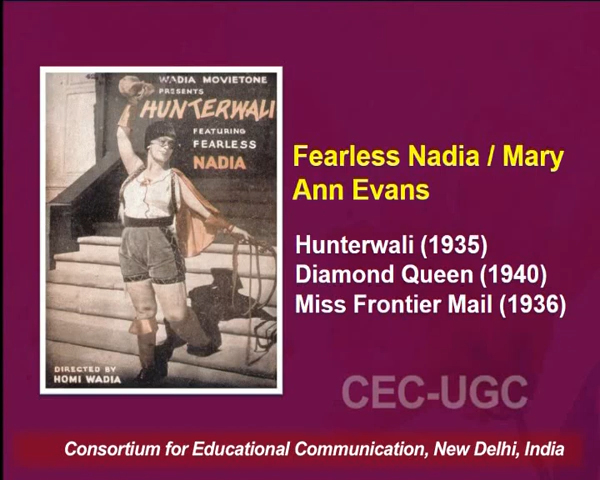 WADIA MOVIETONE
PRESENTS
HUNTERWALI
FEATURING
FEARLESS
NADIA
DIRECTED BY
HOMI WADIA
Fearless Nadia / Mary
Ann Evans
Hunterwali (1935)
Diamond Queen (1940)
Miss Frontier Mail (1936)
CEC-UGC
Consortium for Educational Communication, New Delhi, India